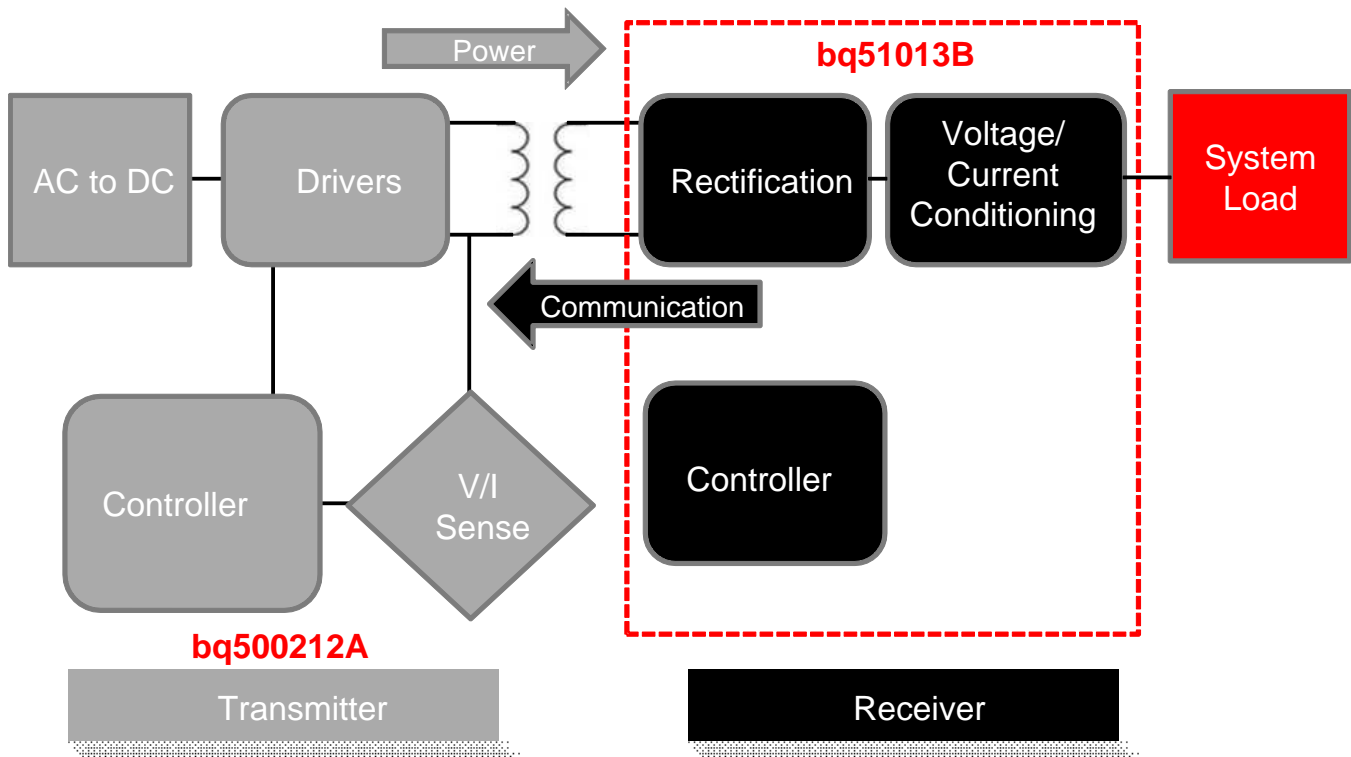 Power
bq51013B
AC to DC
Drivers
Rectification
Voltage/
Current
Conditioning
System
Load
Communication
Controller
V/I
Sense
Controller
bq500212A
Transmitter
Receiver